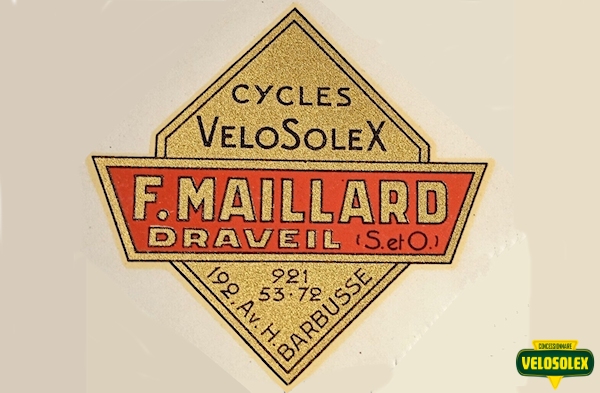 CYCLES
VELOSOLEX
F. MAILLARD
DRAVEIL (S. et O.)
921
53·72
192, Av. H. BARBUSSE
CONCESSIONNAIRE
VELOSOLEX